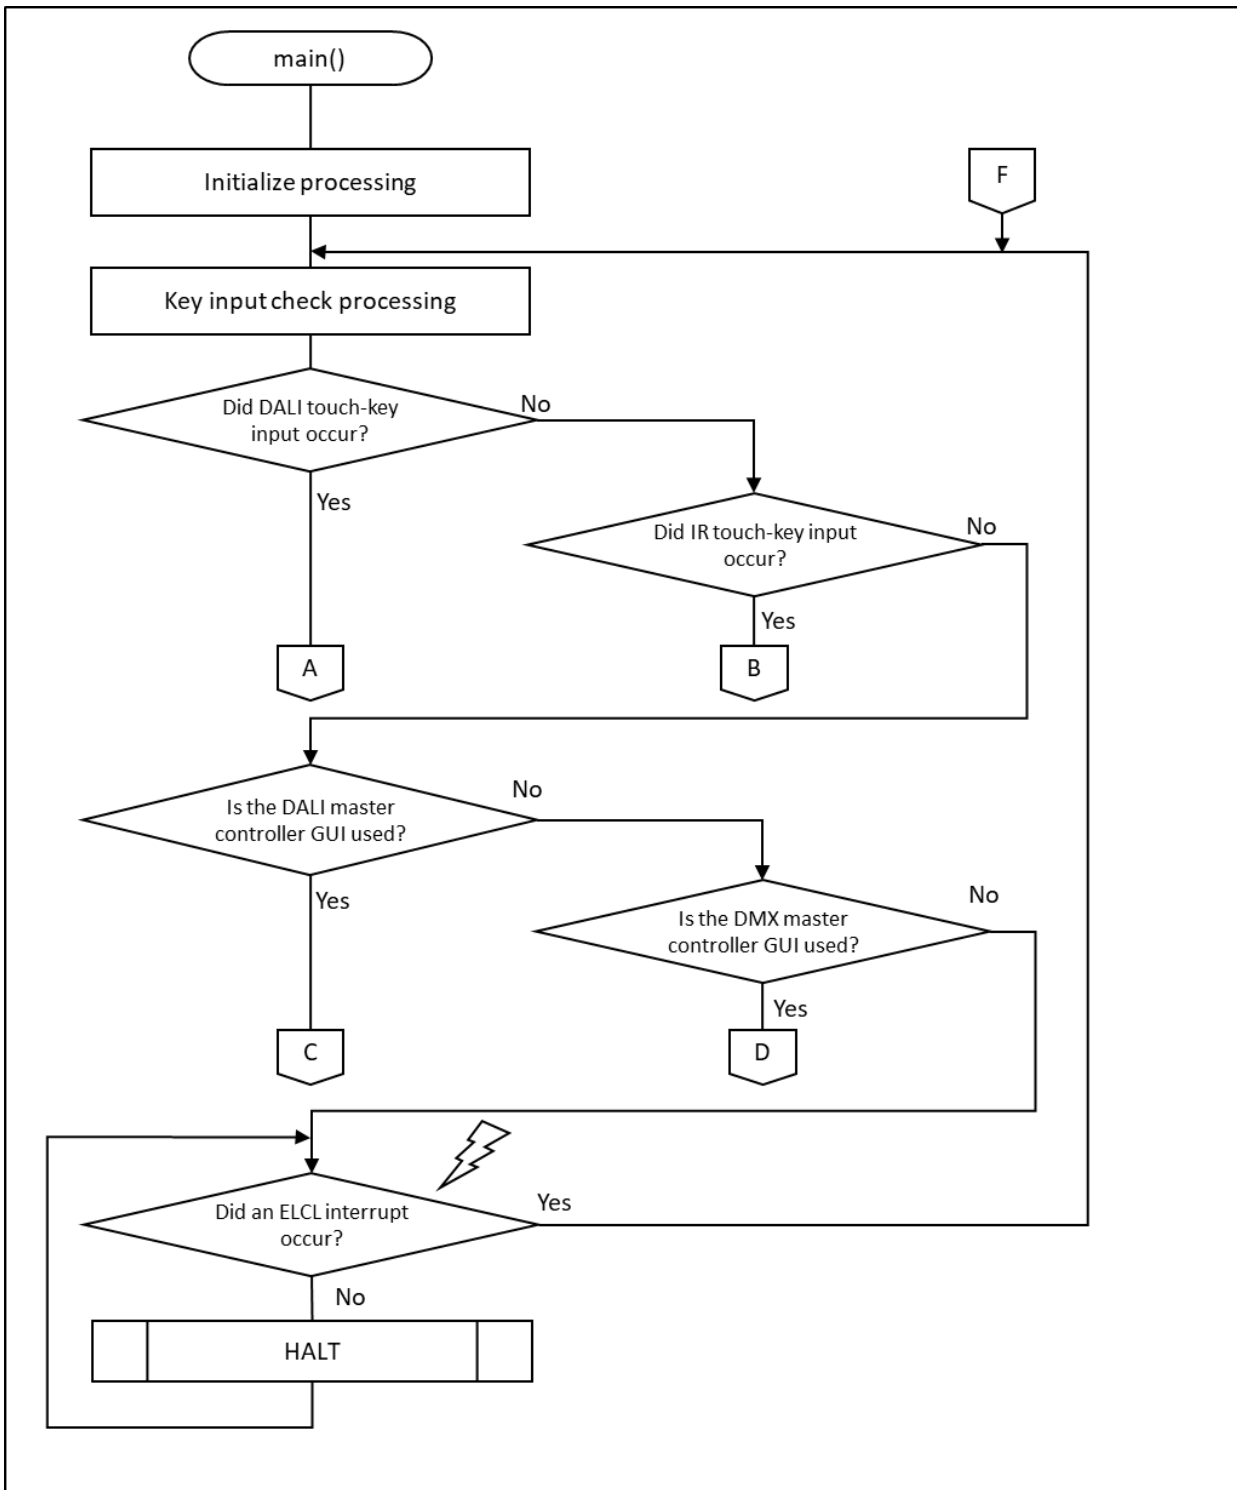 main()
Initialize processing
F
Key input check processing
Did DALI touch-key
input occur?
No
Yes
Did IR touch-key input
occur?
No
Yes
A
B
Is the DALI master
controller GUI used?
No
Yes
Is the DMX master
controller GUI used?
No
Yes
C
D
Did an ELCL interrupt
occur?
Yes
No
HALT